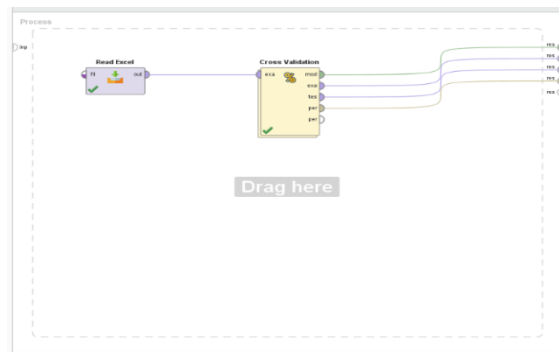 Process
inp
Read Excel
fil
out
Cross Validation
exa
mod
exa
tes
per
per
res
res
res
res
res
Drag here